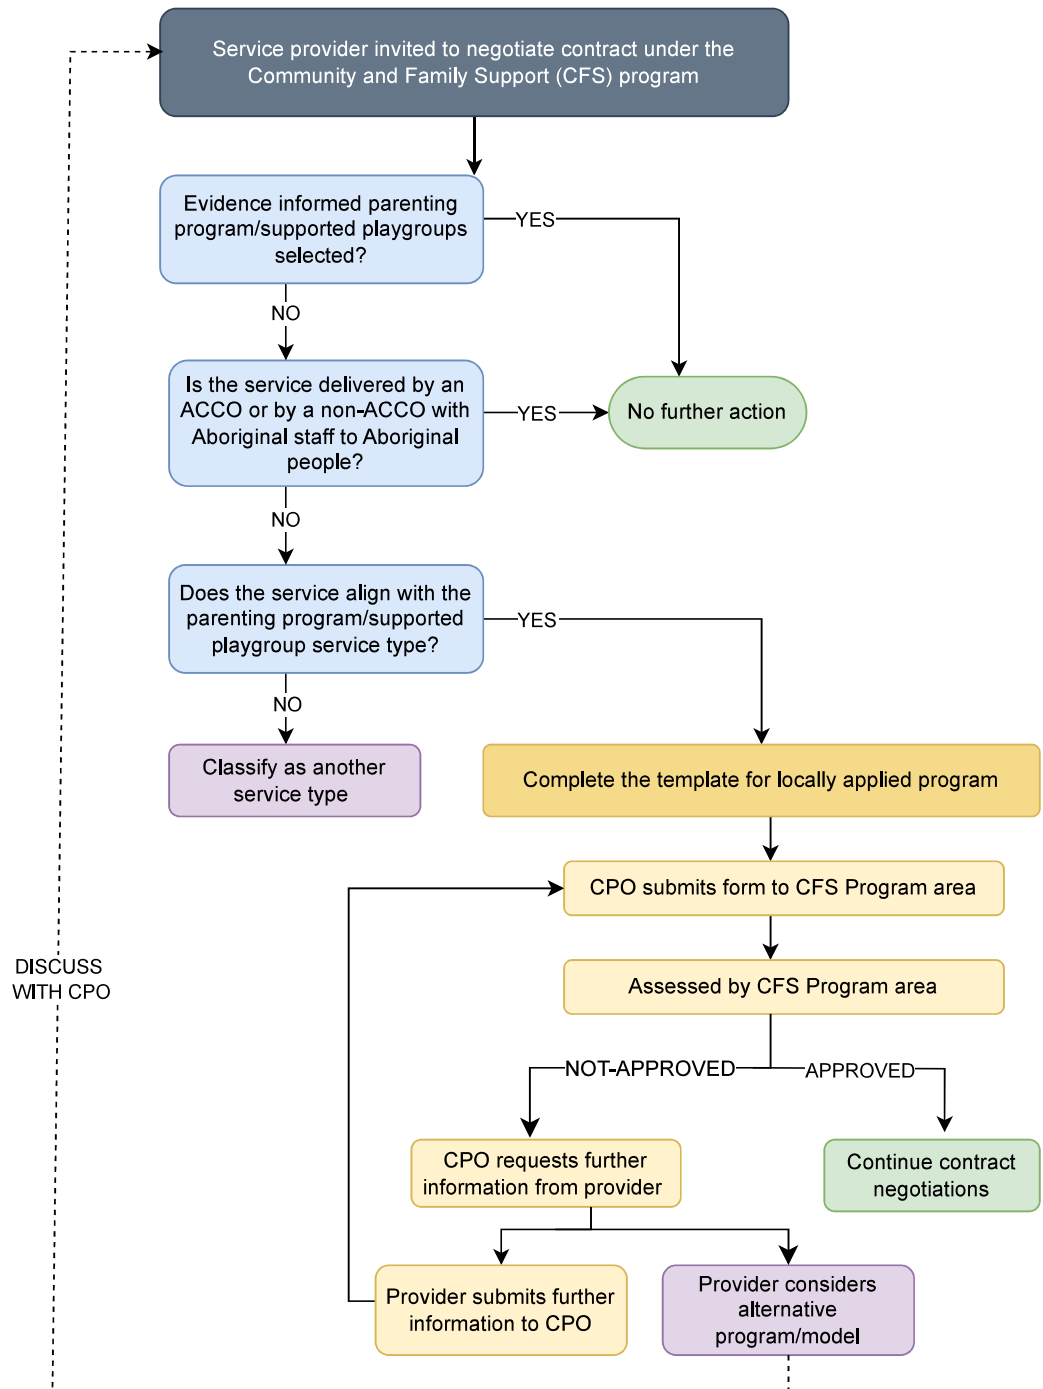 Service provider invited to negotiate contract under the
Community and Family Support (CFS) program
Evidence informed parenting
program/supported playgroups
selected?
YES
NO
Is the service delivered by an
ACCO or by a non-ACCO with
Aboriginal staff to Aboriginal
people?
YES
No further action
NO
Does the service align with the
parenting program/supported
playgroup service type?
YES
NO
Classify as another
service type
Complete the template for locally applied program
CPO submits form to CFS Program area
DISCUSS
WITH CPO
Assessed by CFS Program area
NOT-APPROVED
APPROVED
CPO requests further
information from provider
Continue contract
negotiations
Provider submits further
information to CPO
Provider considers
alternative
program/model